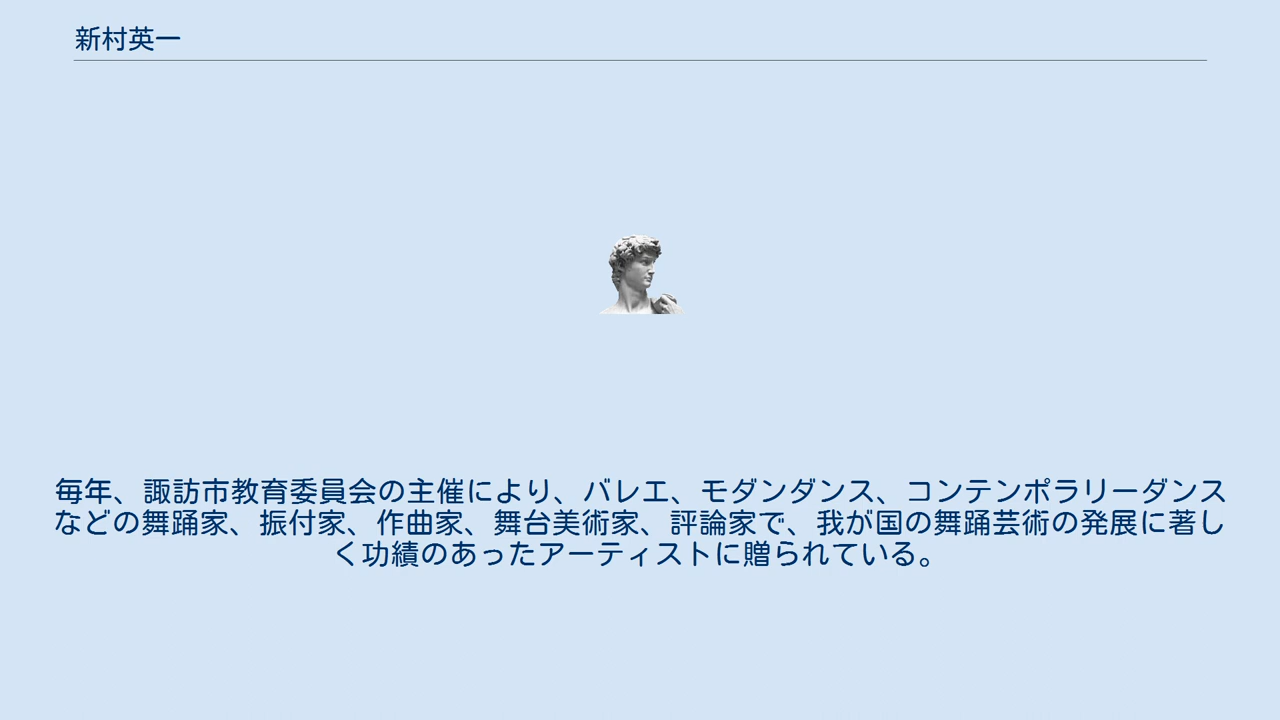 新村英一
毎年、諏訪市教育委員会の主催により、バレエ、モダンダンス、コンテンポラリーダンス
などの舞踊家、振付家、作曲家、舞台美術家、評論家で、我が国の舞踊芸術の発展に著し
く功績のあったアーティストに贈られている。